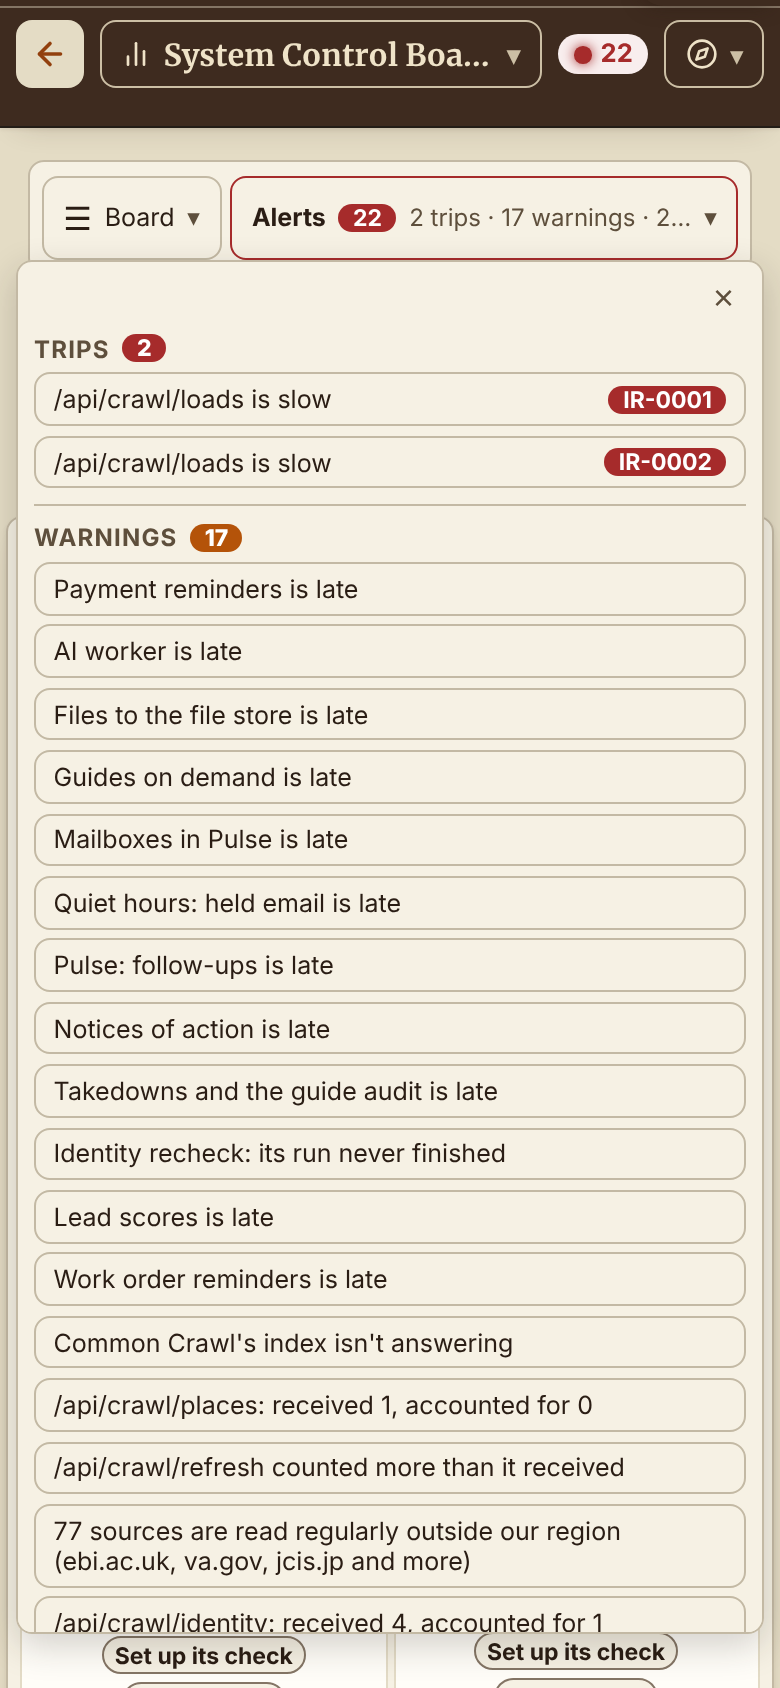 System Control Boa... ▾
22
▾
☰ Board ▾
Alerts 22 2 trips · 17 warnings · 2... ▾
×
TRIPS 2
/api/crawl/loads is slow IR-0001
/api/crawl/loads is slow IR-0002
WARNINGS 17
Payment reminders is late
AI worker is late
Files to the file store is late
Guides on demand is late
Mailboxes in Pulse is late
Quiet hours: held email is late
Pulse: follow-ups is late
Notices of action is late
Takedowns and the guide audit is late
Identity recheck: its run never finished
Lead scores is late
Work order reminders is late
Common Crawl's index isn't answering
/api/crawl/places: received 1, accounted for 0
/api/crawl/refresh counted more than it received
77 sources are read regularly outside our region
(ebi.ac.uk, va.gov, jcis.jp and more)
/api/crawl/identity: received 4, accounted for 1
Set up its check
Set up its check